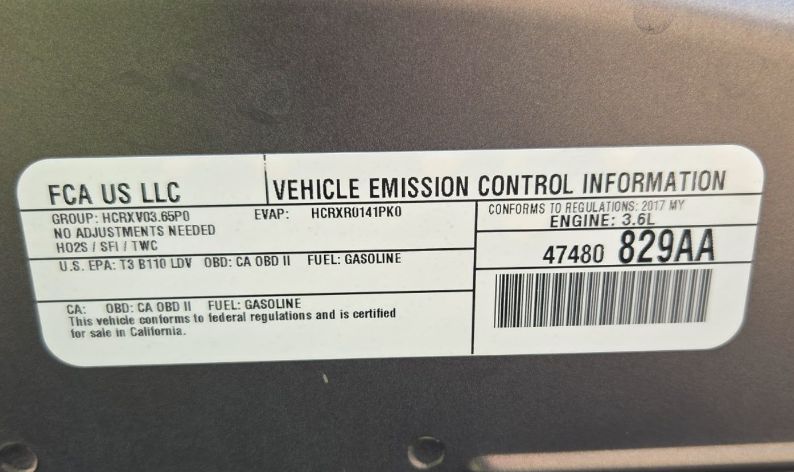 FCA US LLC
VEHICLE EMISSION CONTROL INFORMATION
GROUP: HCRXV03.65P0 EVAP: HCRXR0141PK0
NO ADJUSTMENTS NEEDED
HO2S / SFI / TWC
CONFORMS TO REGULATIONS: 2017 MY
ENGINE: 3.6L
47480 829AA
U.S. EPA: T3 B110 LDV OBD: CA OBD II FUEL: GASOLINE
CA: OBD: CA OBD II FUEL: GASOLINE
This vehicle conforms to federal regulations and is certified
for sale in California.